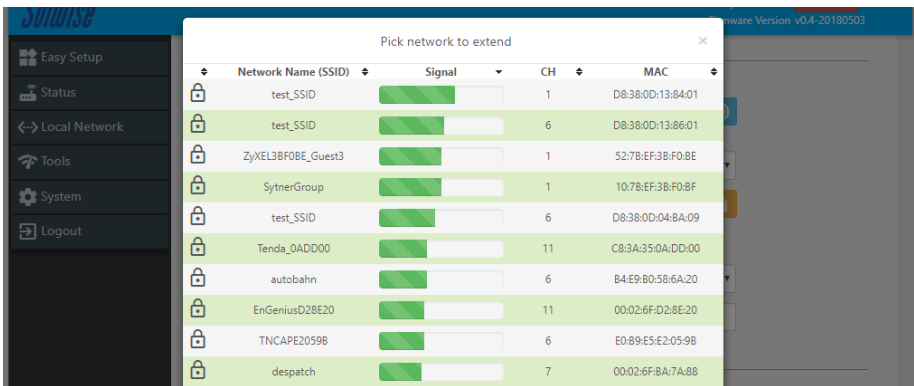 Solwise
Firmware Version v0.4-20180503
Easy Setup
Status
Local Network
Tools
System
Logout
Pick network to extend ×
Network Name (SSID) Signal CH MAC
test_SSID 1 D8:38:0D:13:84:01
test_SSID 6 D8:38:0D:13:86:01
ZyXEL3BF0BE_Guest3 1 52:7B:EF:3B:F0:BE
SytnerGroup 1 10:7B:EF:3B:F0:BF
test_SSID 6 D8:38:0D:04:BA:09
Tenda_0ADD00 11 C8:3A:35:0A:DD:00
autobahn 6 B4:E9:B0:58:6A:20
EnGeniusD28E20 11 00:02:6F:D2:8E:20
TNCAPE2059B 6 E0:B9:E5:E2:05:9B
despatch 7 00:02:6F:BA:7A:88